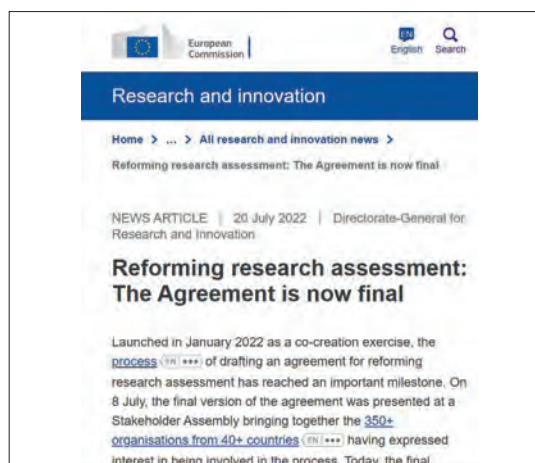 European
Commission
EN
English
Search
Research and innovation
Home > ... > All research and innovation news >
Reforming research assessment: The Agreement is now final
NEWS ARTICLE | 20 July 2022 | Directorate-General for
Research and Innovation
Reforming research assessment:
The Agreement is now final
Launched in January 2022 as a co-creation exercise, the
process EN ••• of drafting an agreement for reforming
research assessment has reached an important milestone. On
8 July, the final version of the agreement was presented at a
Stakeholder Assembly bringing together the 350+
organisations from 40+ countries EN ••• having expressed
interest in being involved in the process. Today, the final